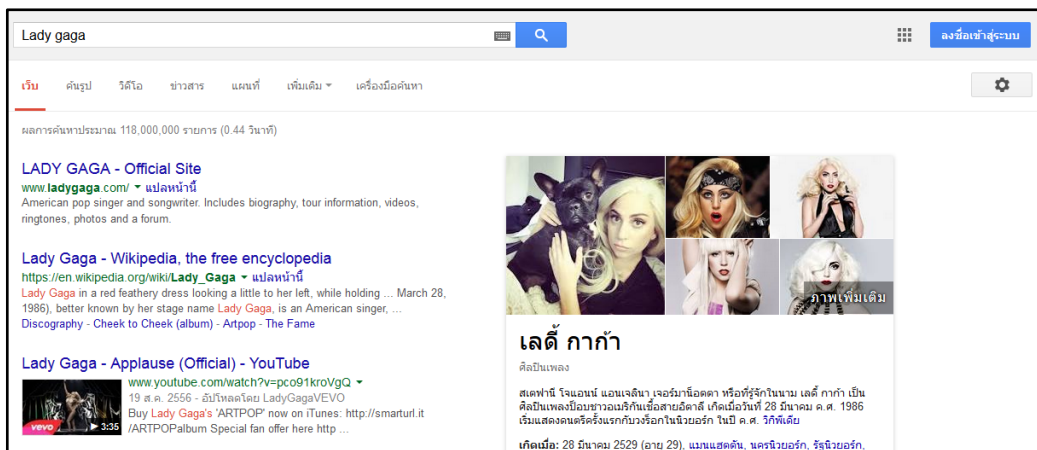 Lady gaga
ลงชื่อเข้าสู่ระบบ
เว็บ ค้นรูป วิดีโอ ข่าวสาร แผนที่ เพิ่มเติม เครื่องมือค้นหา
ผลการค้นหาประมาณ 118,000,000 รายการ (0.44 วินาที)
LADY GAGA - Official Site
www.ladygaga.com/ แปลหน้านี้
American pop singer and songwriter. Includes biography, tour information, videos,
ringtones, photos and a forum.
Lady Gaga - Wikipedia, the free encyclopedia
https://en.wikipedia.org/wiki/Lady_Gaga แปลหน้านี้
Lady Gaga in a red feathery dress looking a little to her left, while holding ... March 28,
1986), better known by her stage name Lady Gaga, is an American singer, ...
Discography - Cheek to Cheek (album) - Artpop - The Fame
Lady Gaga - Applause (Official) - YouTube
www.youtube.com/watch?v=pco91kroVgQ
19 ส.ค. 2556 - อัปโหลดโดย LadyGagaVEVO
Buy Lady Gaga's 'ARTPOP' now on iTunes: http://smarturl.it
/ARTPOPalbum Special fan offer here http ...
vevo 3:35
ภาพเพิ่มเติม
เลดี้ กาก้า
ศิลปินเพลง
สเตฟานี โจแอนน์ แอนเจลินา เจอร์มาน็อตตา หรือที่รู้จักในนาม เลดี้ กาก้า เป็น
ศิลปินเพลงป็อปชาวอเมริกันเชื้อสายอิตาลี เกิดเมื่อวันที่ 28 มีนาคม ค.ศ. 1986
เริ่มแสดงดนตรีครั้งแรกกับวงร็อกในนิวยอร์ก ในปี ค.ศ. วิกิพีเดีย
เกิดเมื่อ: 28 มีนาคม 2529 (อายุ 29), แมนแฮตตัน, นครนิวยอร์ก, รัฐนิวยอร์ก,